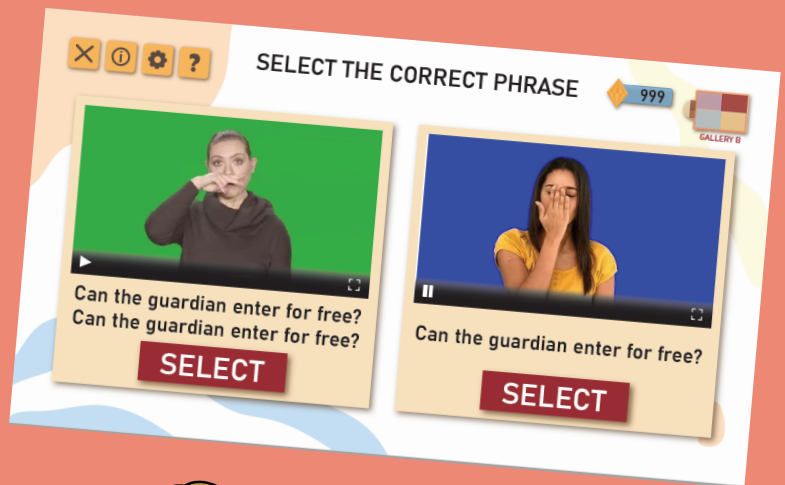 SELECT THE CORRECT PHRASE
999
GALLERY B
Can the guardian enter for free?
Can the guardian enter for free?
SELECT
Can the guardian enter for free?
SELECT